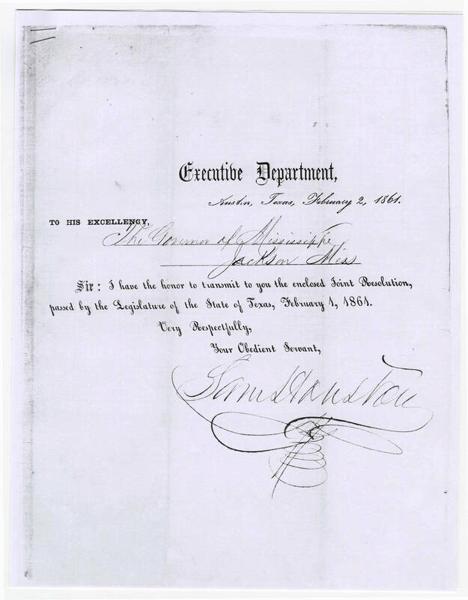 Executive Department,
Austin, Texas, February 2, 1861.
TO HIS EXCELLENCY,
The Governor of Mississippi
Jackson Miss
Sir: I have the honor to transmit to you the enclosed Joint Resolution,
passed by the Legislature of the State of Texas, February 1, 1861.
Very Respectfully,
Your Obedient Servant,
Sam Houston